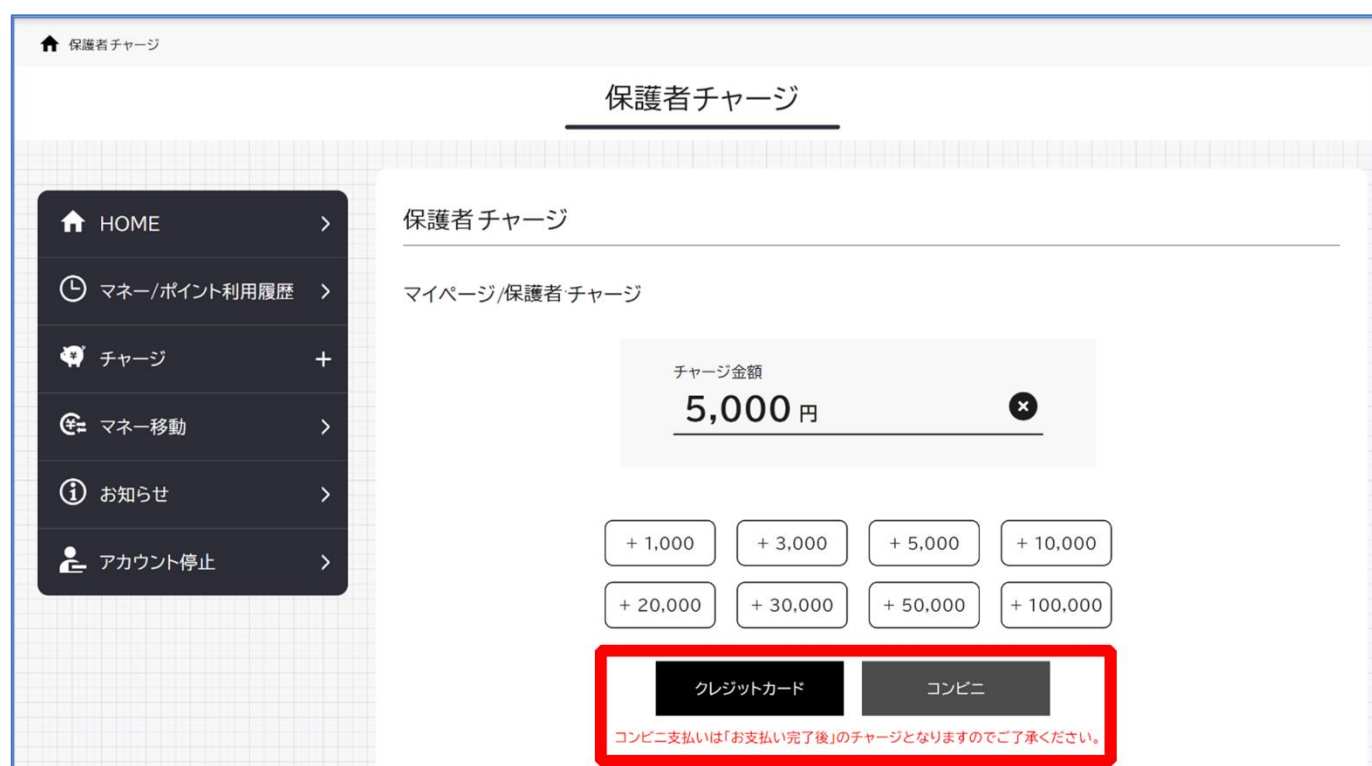 保護者チャージ
保護者チャージ
HOME
マネー/ポイント利用履歴
チャージ
マネー移動
お知らせ
アカウント停止
保護者チャージ
マイページ/保護者チャージ
チャージ金額
5,000 円
+ 1,000 + 3,000 + 5,000 + 10,000
+ 20,000 + 30,000 + 50,000 + 100,000
クレジットカード コンビニ
コンビニ支払いは「お支払い完了後」のチャージとなりますのでご了承ください。